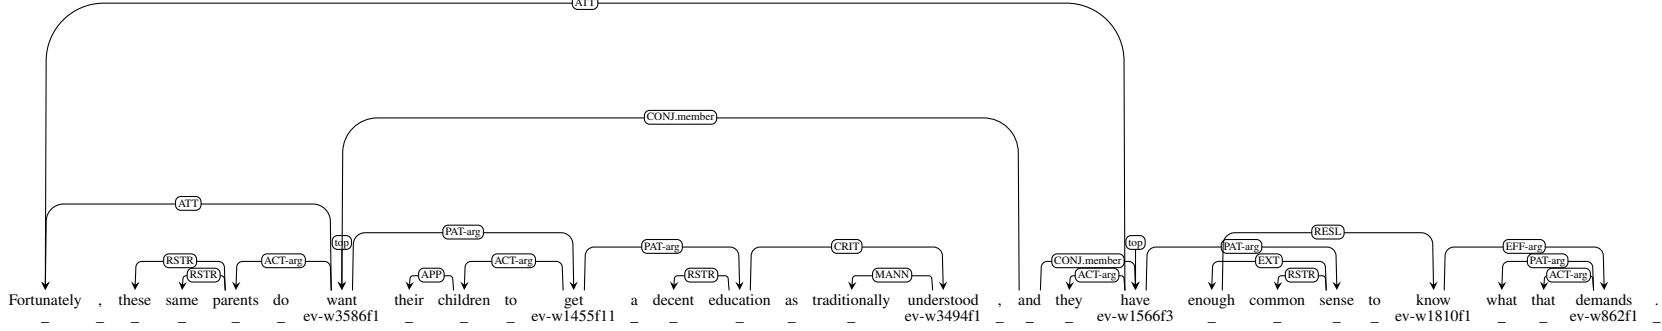 ATT
CONJ.member
ATT
top PAT-arg top RESL
PAT-arg CRIT PAT-arg EFF-arg
RSTR ACT-arg ACT-arg CONJ.member EXT PAT-arg
RSTR APP RSTR MANN ACT-arg RSTR ACT-arg
Fortunately , these same parents do want their children to get a decent education as traditionally understood , and they have enough common sense to know what that demands .
_ _ _ _ _ _ ev-w3586f1 _ _ _ ev-w1455f11 _ _ _ _ _ ev-w3494f1 _ _ _ ev-w1566f3 _ _ _ _ ev-w1810f1 _ _ ev-w862f1 _